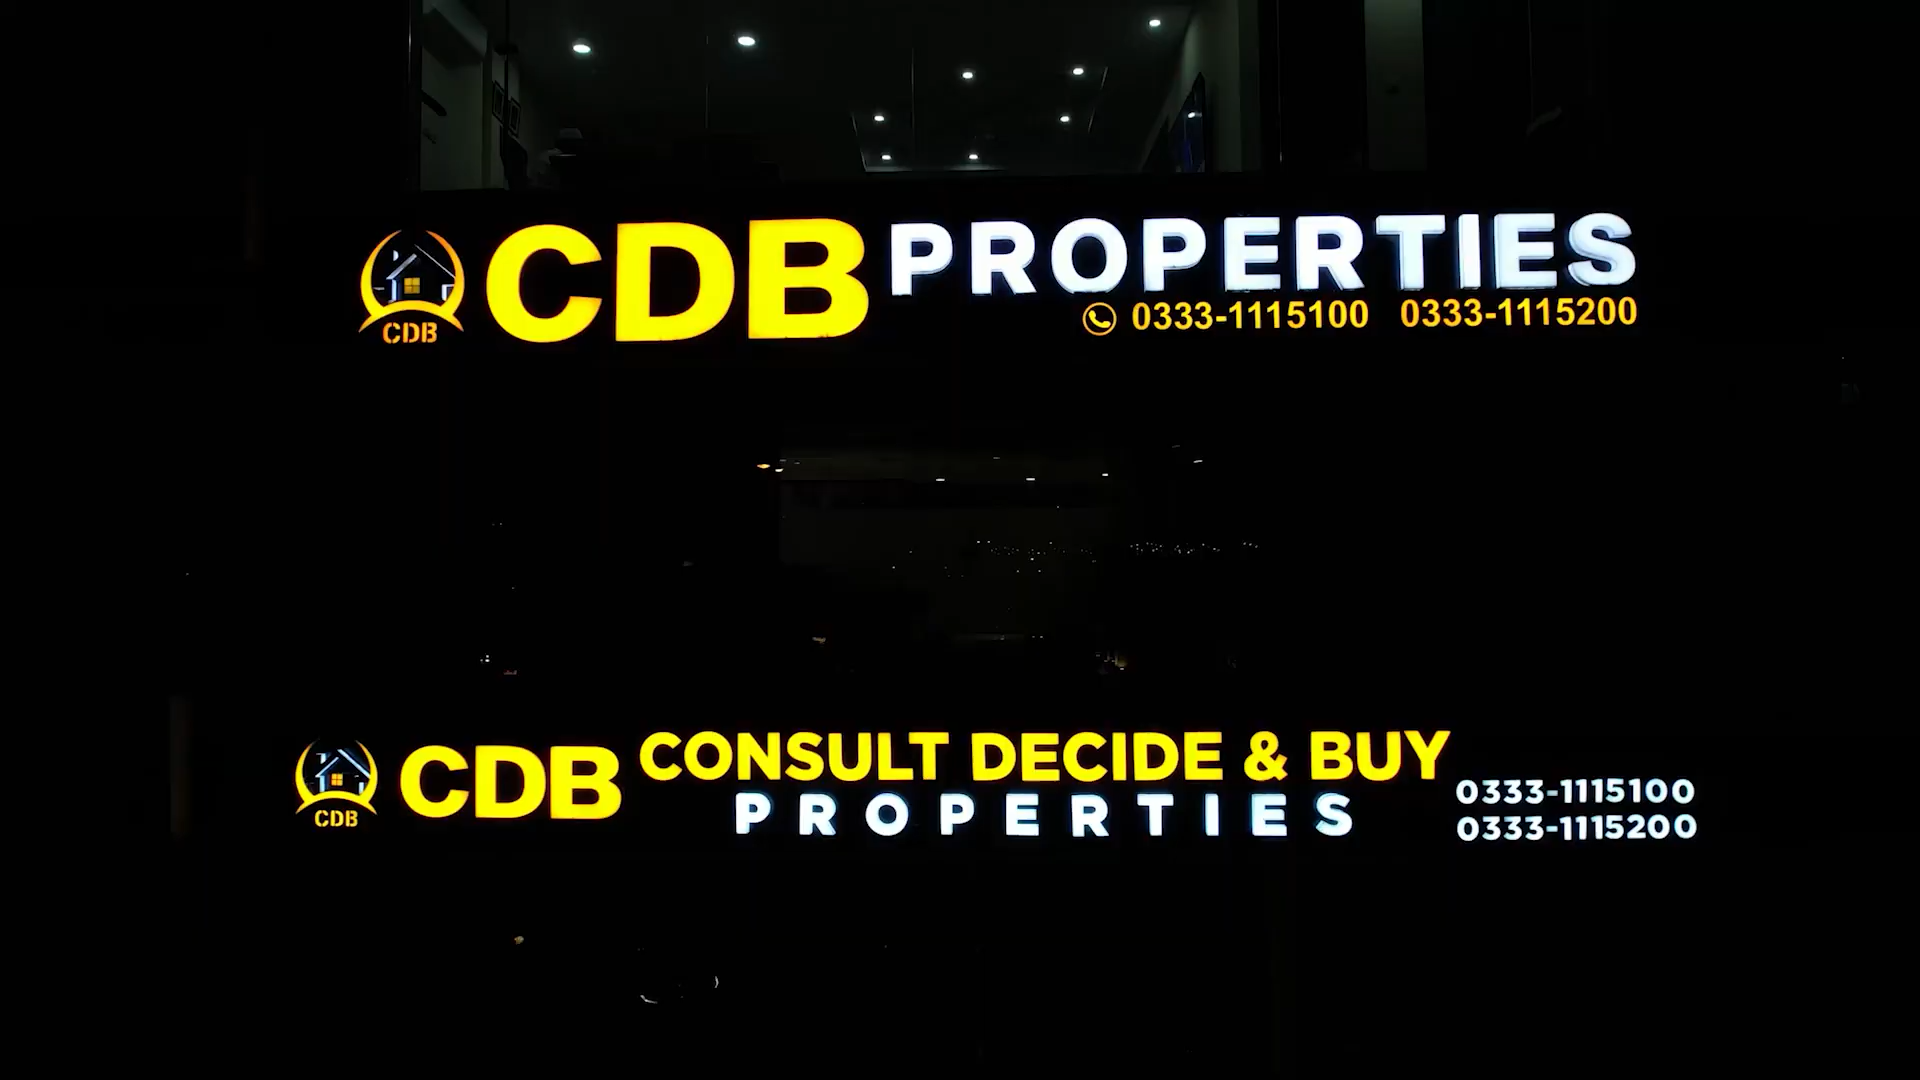 CDB CDB PROPERTIES
0333-1115100 0333-1115200
CDB CDB CONSULT DECIDE & BUY
PROPERTIES
0333-1115100
0333-1115200